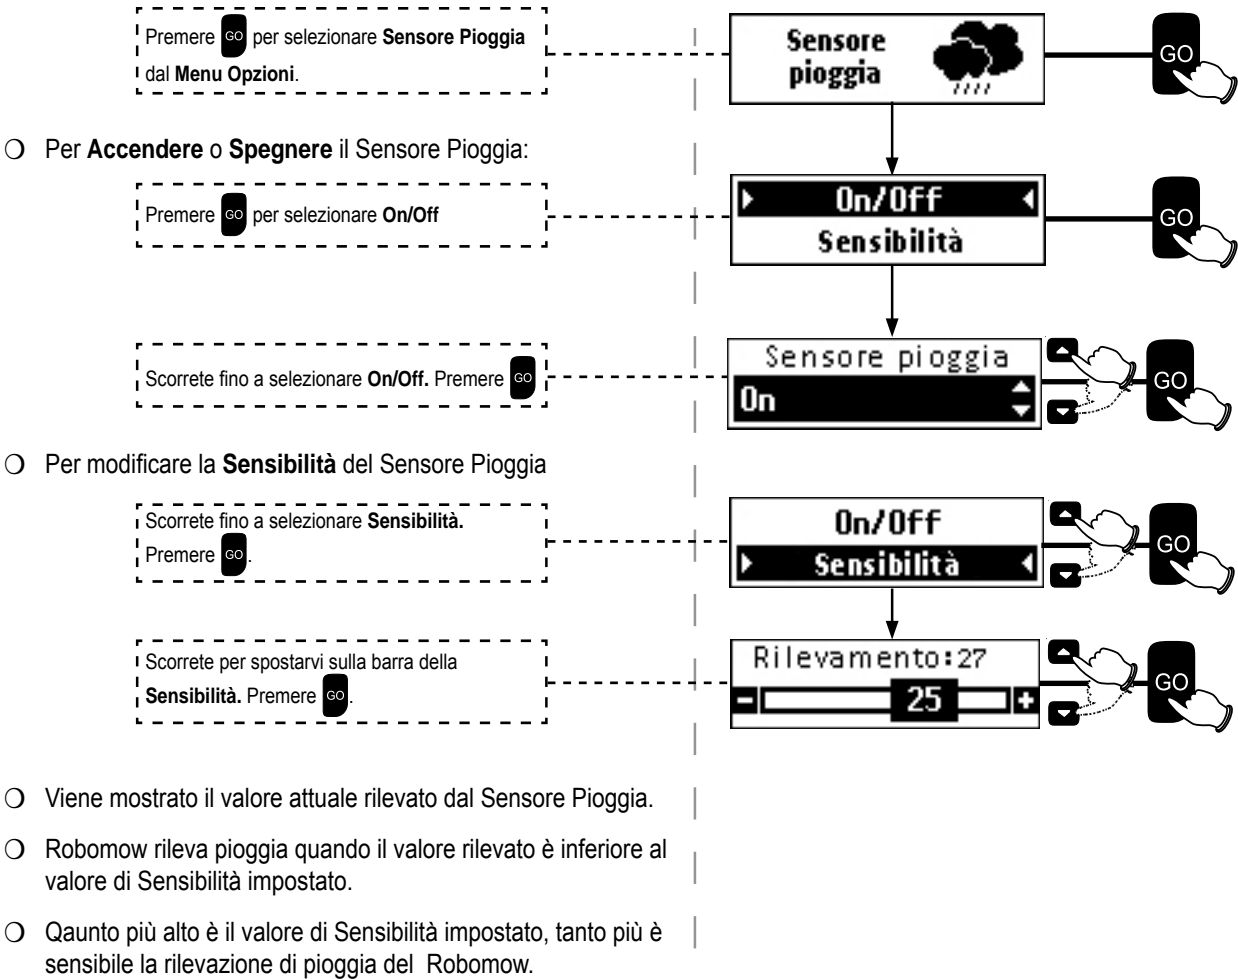 Premere GO per selezionare Sensore Pioggia
dal Menu Opzioni.
Sensore
pioggia
GO
❍ Per Accendere o Spegnere il Sensore Pioggia:
Premere GO per selezionare On/Off
On/Off
Sensibilità
GO
Scorrete fino a selezionare On/Off. Premere GO
Sensore pioggia
On
GO
❍ Per modificare la Sensibilità del Sensore Pioggia
Scorrete fino a selezionare Sensibilità.
Premere GO.
On/Off
Sensibilità
GO
Scorrete per spostarvi sulla barra della
Sensibilità. Premere GO.
Rilevamento:27
- 25 +
GO
❍ Viene mostrato il valore attuale rilevato dal Sensore Pioggia.
❍ Robomow rileva pioggia quando il valore rilevato è inferiore al
valore di Sensibilità impostato.
❍ Qaunto più alto è il valore di Sensibilità impostato, tanto più è
sensibile la rilevazione di pioggia del Robomow.